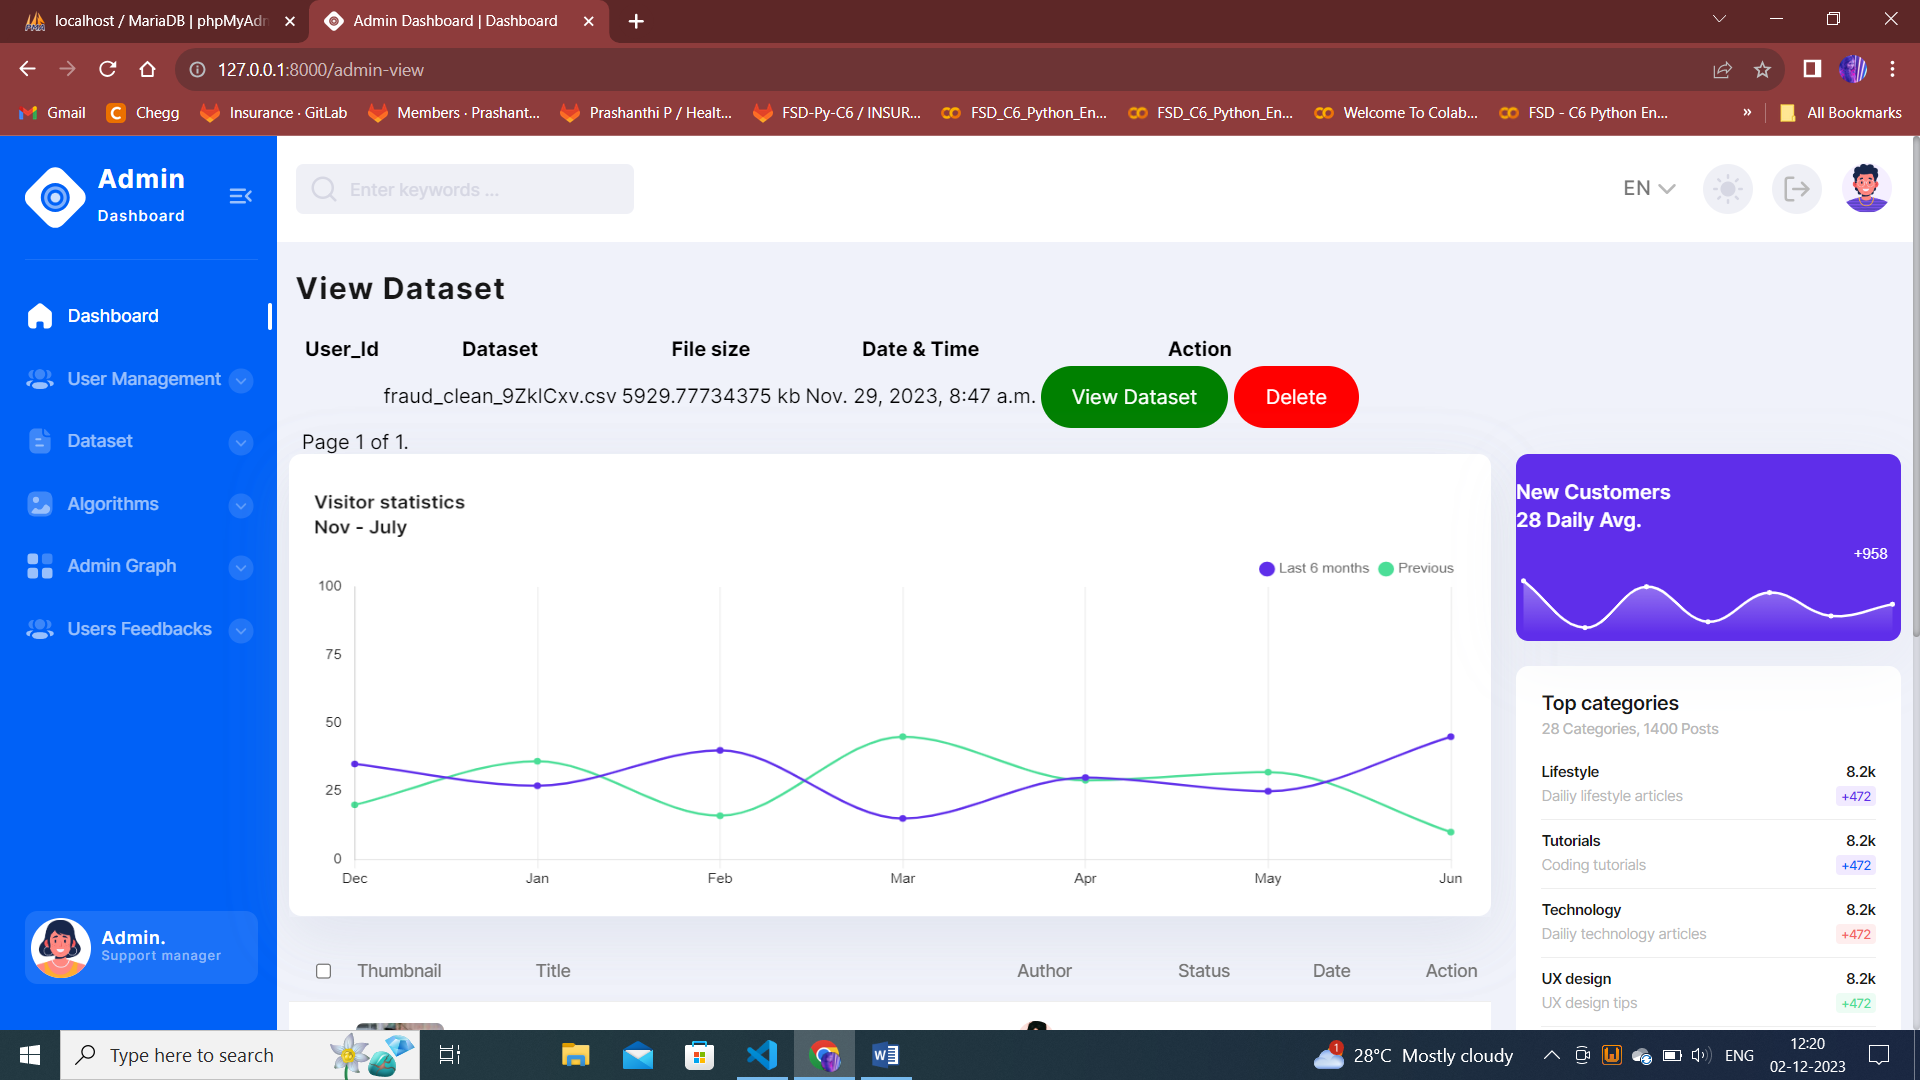 localhost / MariaDB | phpMyAdn
Admin Dashboard | Dashboard
127.0.0.1:8000/admin-view
Gmail
Chegg
Insurance · GitLab
Members · Prashant...
Prashanthi P / Healt...
FSD-Py-C6 / INSUR...
FSD_C6_Python_En...
FSD_C6_Python_En...
Welcome To Colab...
FSD - C6 Python En...
»
All Bookmarks
Admin
Dashboard
Enter keywords ...
EN
Dashboard
User Management
Dataset
Algorithms
Admin Graph
Users Feedbacks
Admin.
Support manager
View Dataset
User_Id Dataset File size Date & Time Action
fraud_clean_9ZklCxv.csv 5929.77734375 kb Nov. 29, 2023, 8:47 a.m. View Dataset Delete
Page 1 of 1.
Visitor statistics
Nov - July
Last 6 months Previous
100
75
50
25
0
Dec Jan Feb Mar Apr May Jun
New Customers
28 Daily Avg.
+958
Top categories
28 Categories, 1400 Posts
Lifestyle 8.2k
Dailiy lifestyle articles +472
Tutorials 8.2k
Coding tutorials +472
Technology 8.2k
Dailiy technology articles +472
UX design 8.2k
UX design tips +472
Thumbnail Title Author Status Date Action
Type here to search
1
28°C Mostly cloudy
ENG
12:20
02-12-2023